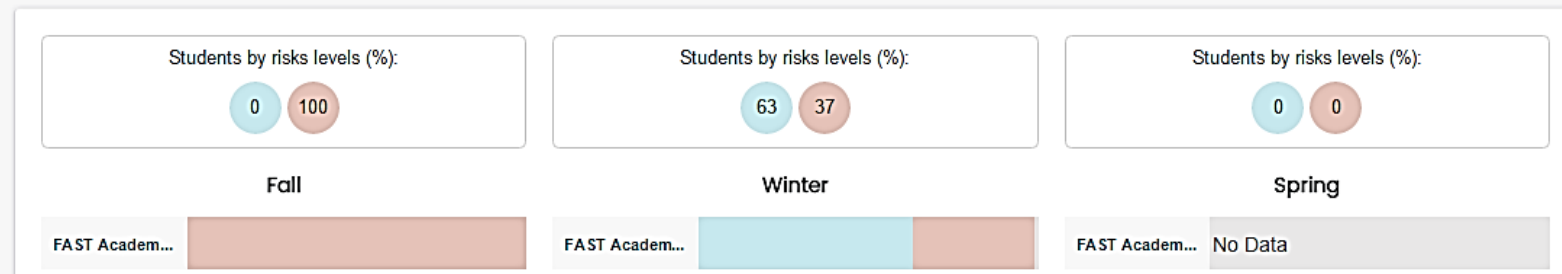 Students by risks levels (%):
0 100
Fall
FAST Academ...
Students by risks levels (%):
63 37
Winter
FAST Academ...
Students by risks levels (%):
0 0
Spring
FAST Academ... No Data